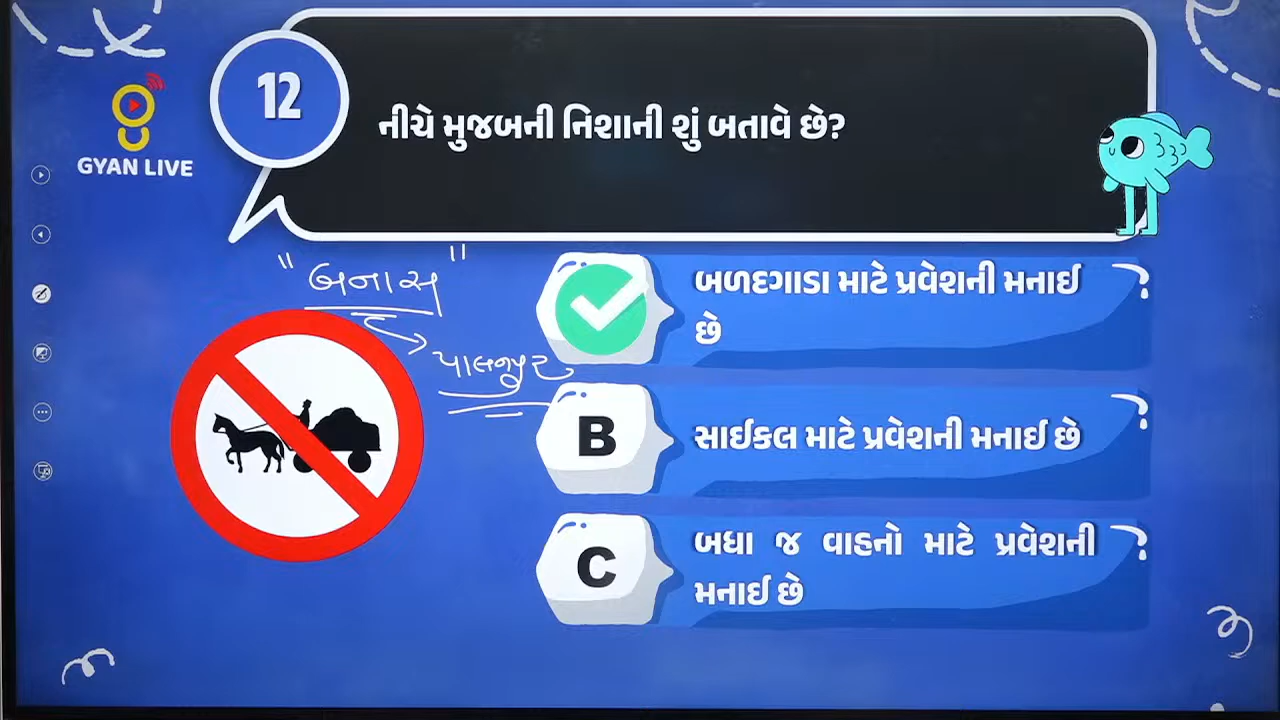 12
નીચે મુજબની નિશાની શું બતાવે છે?
GYAN LIVE
" બનાસ "
પાલનપુર
બળદગાડા માટે પ્રવેશની મનાઈ
છે
B
સાઈકલ માટે પ્રવેશની મનાઈ છે
C
બધા જ વાહનો માટે પ્રવેશની
મનાઈ છે